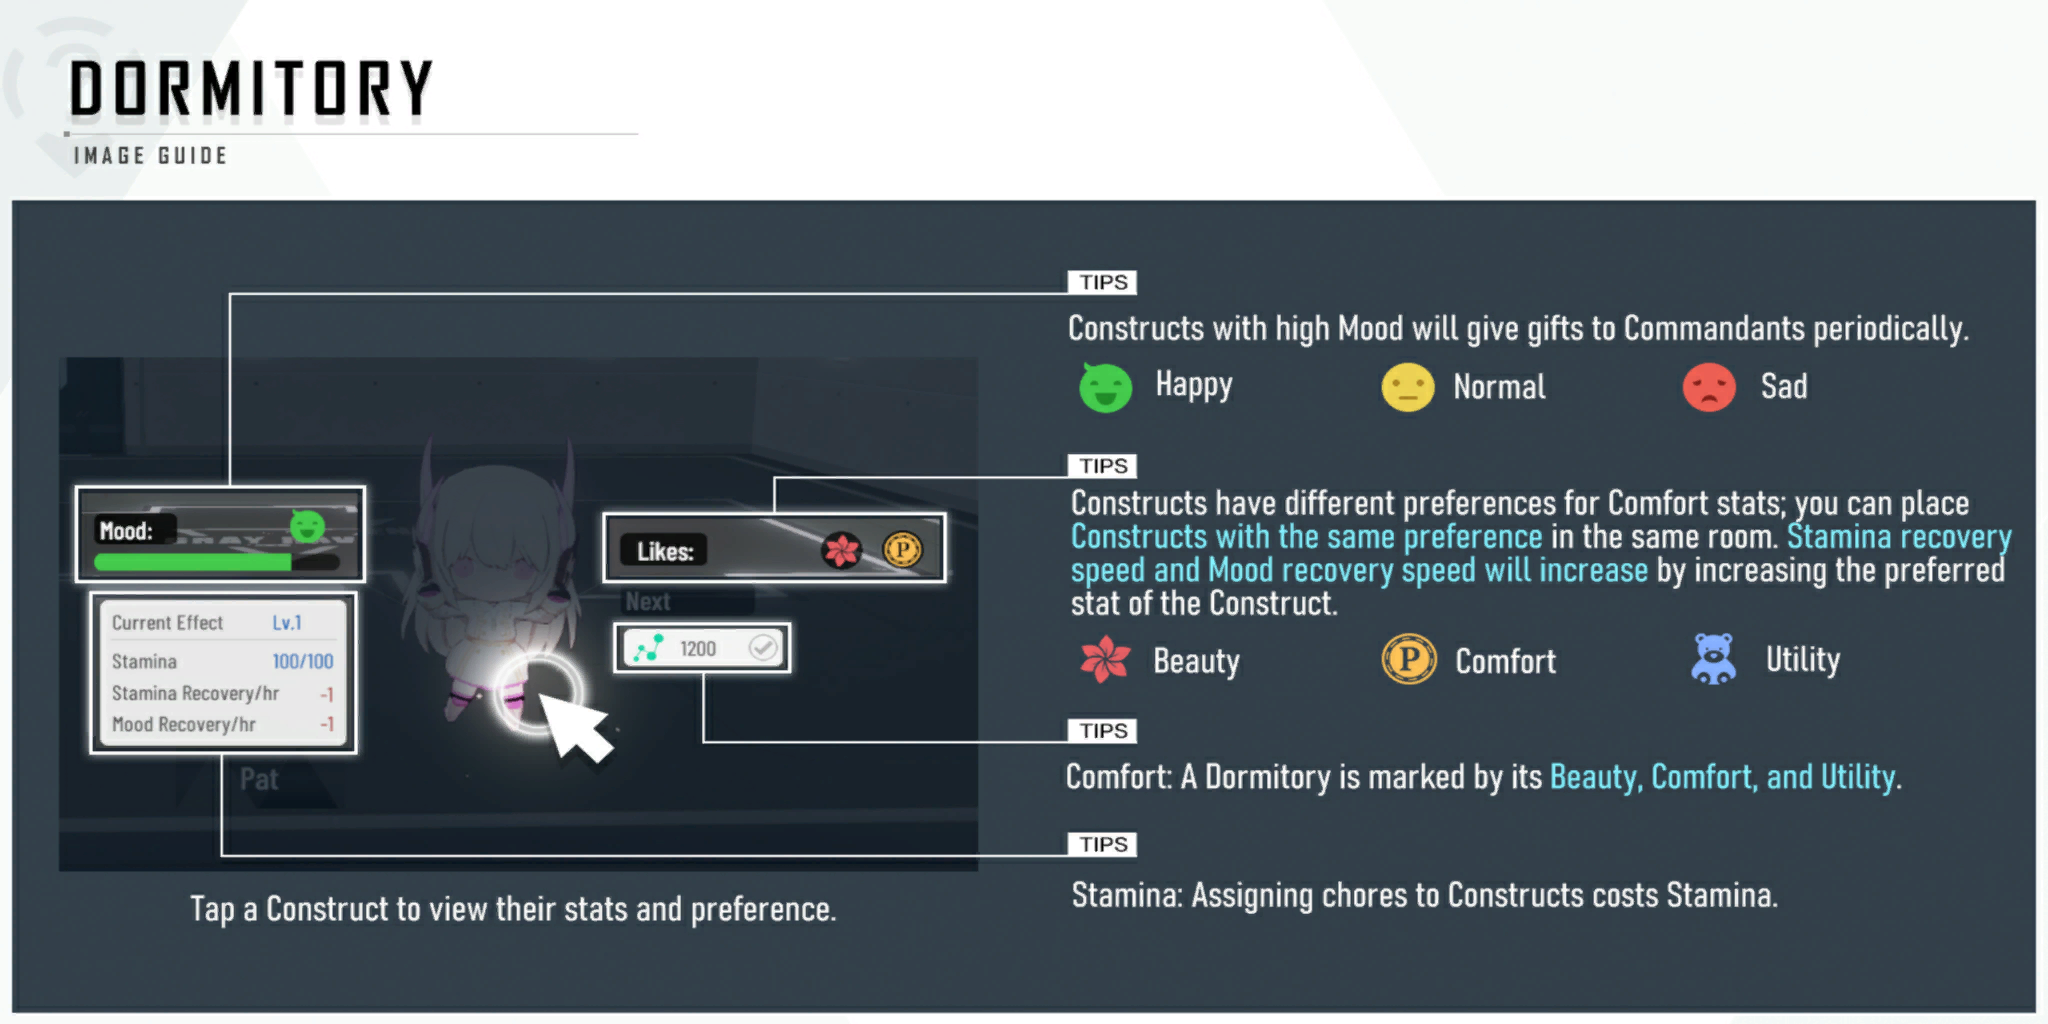 DORMITORY
IMAGE GUIDE
TIPS
Constructs with high Mood will give gifts to Commandants periodically.
Happy
Normal
Sad
TIPS
Constructs have different preferences for Comfort stats; you can place
Constructs with the same preference in the same room. Stamina recovery
speed and Mood recovery speed will increase by increasing the preferred
stat of the Construct.
P Beauty
P Comfort
Utility
TIPS
Comfort: A Dormitory is marked by its Beauty, Comfort, and Utility.
TIPS
Stamina: Assigning chores to Constructs costs Stamina.
Mood:
Current Effect Lv.1
Stamina 100/100
Stamina Recovery/hr -1
Mood Recovery/hr -1
Pat
Likes: P
Next
1200
Tap a Construct to view their stats and preference.